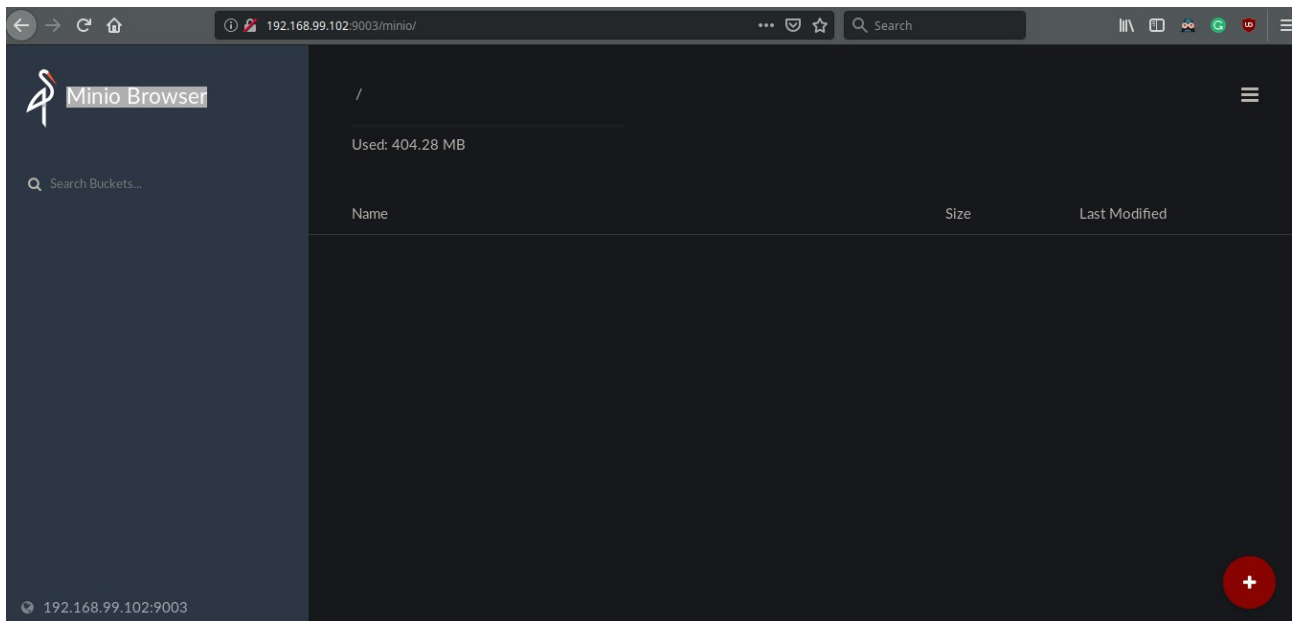 192.168.99.102:9003/minio/
Search
Minio Browser
/
Used: 404.28 MB
Search Buckets...
Name Size Last Modified
192.168.99.102:9003